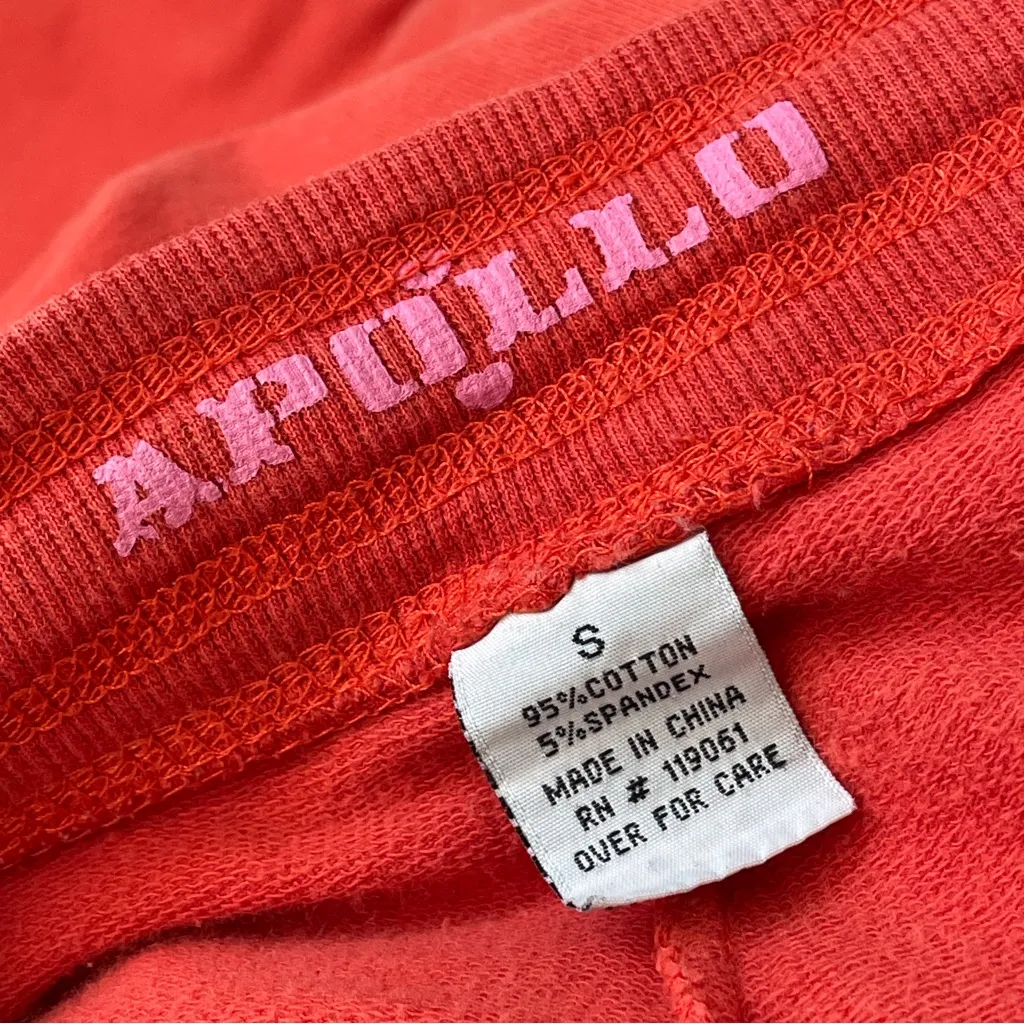 APOLLO
S
95%COTTON
5%SPANDEX
MADE IN CHINA
RN # 119061
OVER FOR CARE